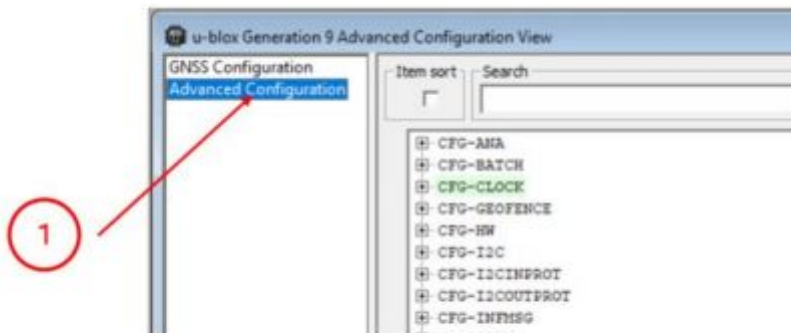 u-blox Generation 9 Advanced Configuration View
GNSS Configuration
Advanced Configuration
Item sort
Search
CFG-ANA
CFG-BATCH
CFG-CLOCK
CFG-GEOFENCE
CFG-HW
CFG-I2C
CFG-I2CINPROT
CFG-I2COUTPROT
CFG-INFMSG
1